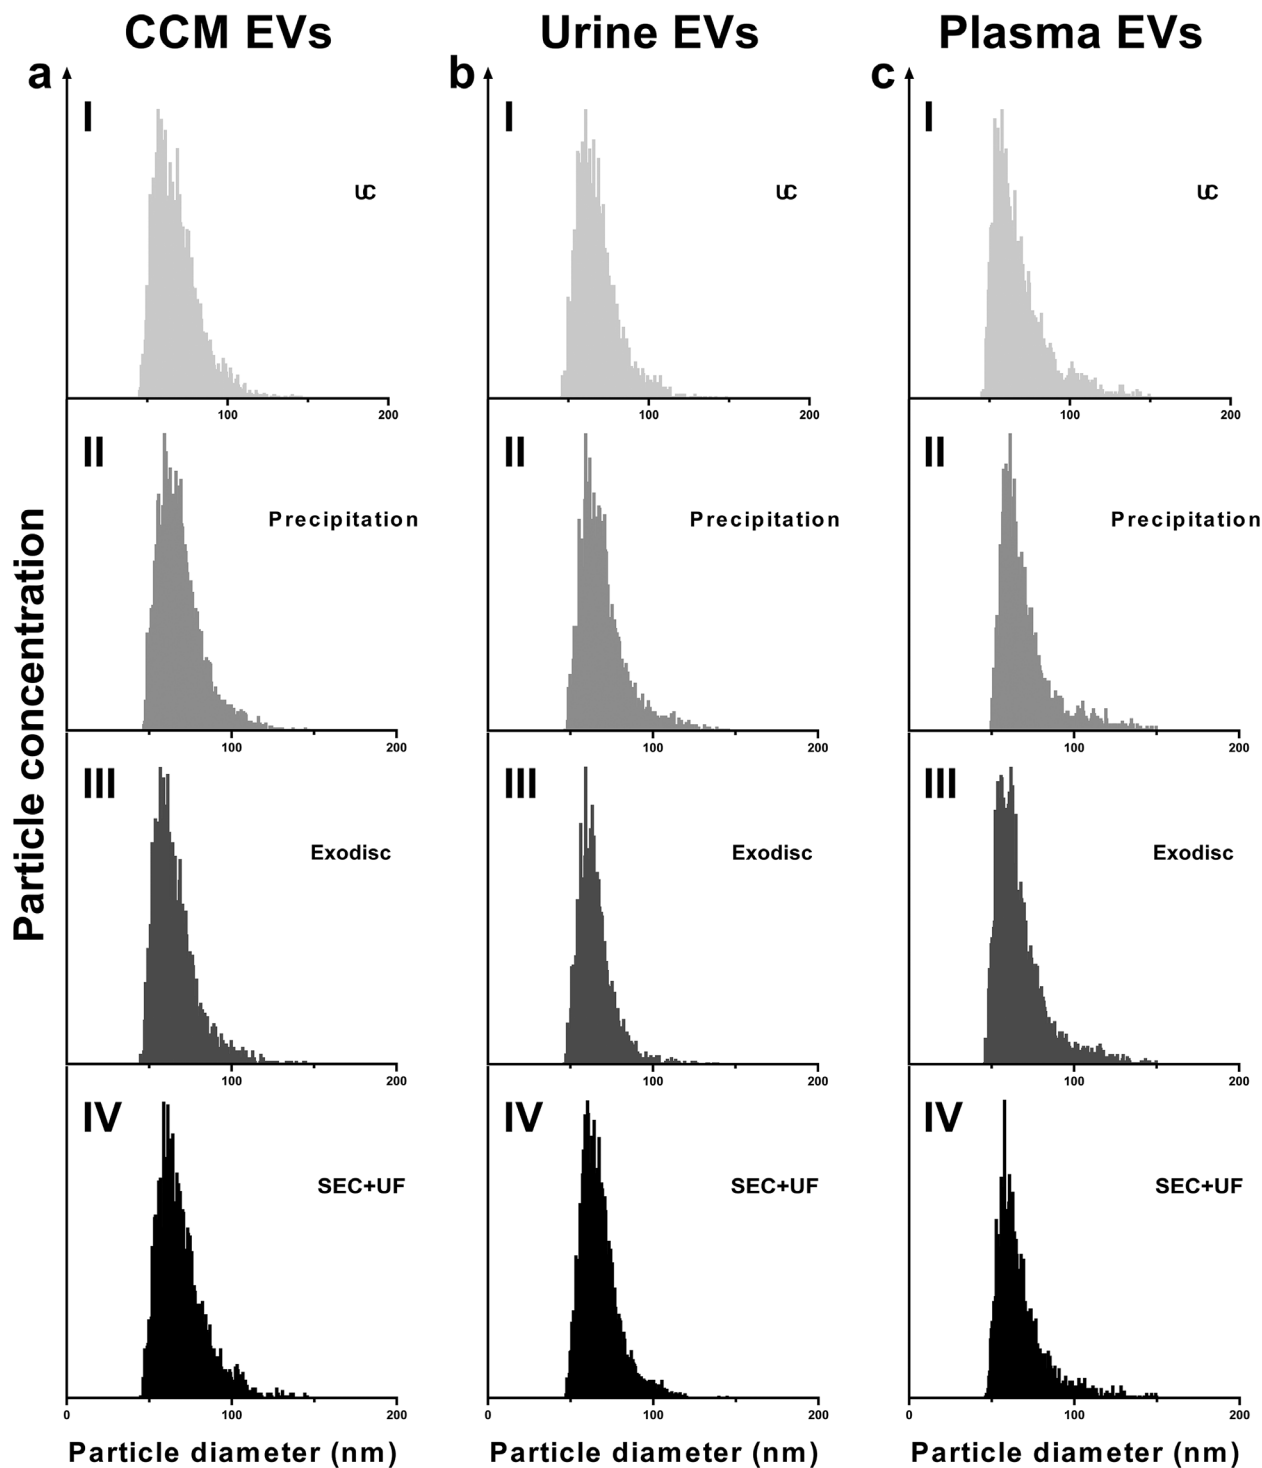 CCM EVs
Urine EVs
Plasma EVs
a
b
c
I
I
I
UC
UC
UC
100
200
100
200
100
200
II
II
II
Precipitation
Precipitation
Precipitation
100
200
100
200
100
200
Particle concentration
III
III
III
Exodisc
Exodisc
Exodisc
100
200
100
200
100
200
IV
IV
IV
SEC+UF
SEC+UF
SEC+UF
0
100
200
0
100
200
0
100
200
Particle diameter (nm)
Particle diameter (nm)
Particle diameter (nm)